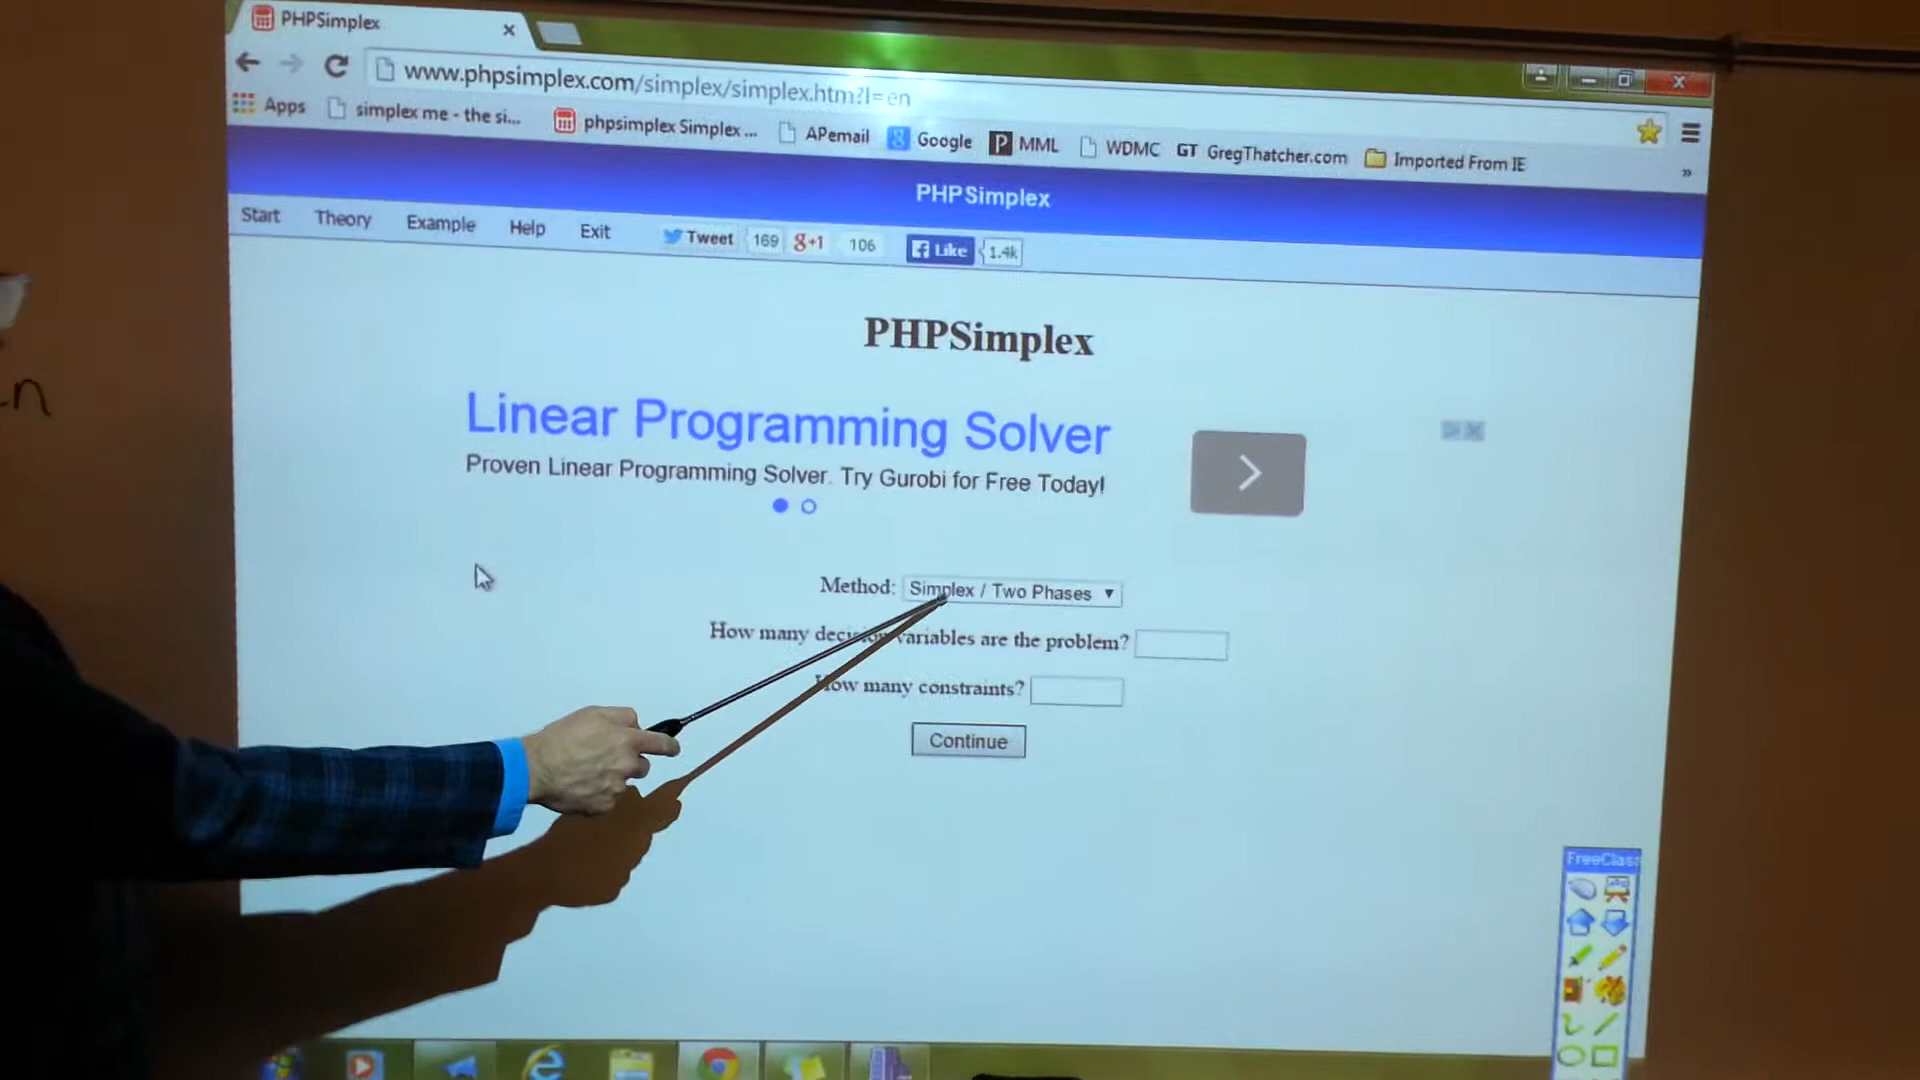 PHPSimplex
www.phpsimplex.com/simplex/simplex.htm?l=en
Apps simplex me - the si... phpsimplex Simplex ... APemail Google MML WDMC GT GregThatcher.com Imported From IE »
PHPSimplex
Start Theory Example Help Exit Tweet 169 g+1 106 Like 1.4k
PHPSimplex
Linear Programming Solver
Proven Linear Programming Solver. Try Gurobi for Free Today!
Method: Simplex / Two Phases
How many decision variables are the problem?
How many constraints?
Continue
FreeClass
n